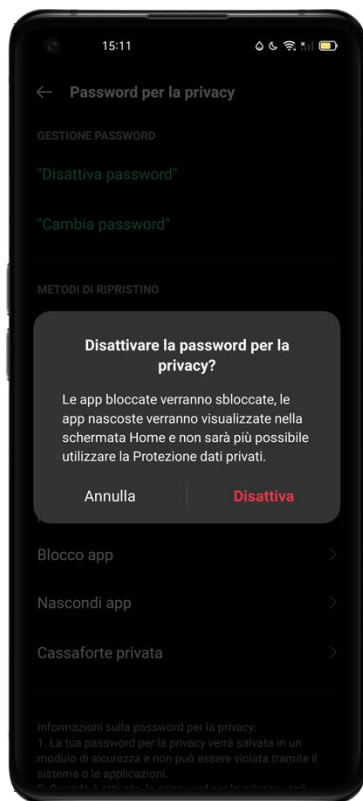 15:11
Password per la privacy
GESTIONE PASSWORD
"Disattiva password"
"Cambia password"
METODI DI RIPRISTINO
Disattivare la password per la
privacy?
Le app bloccate verranno sbloccate, le
app nascoste verranno visualizzate nella
schermata Home e non sarà più possibile
utilizzare la Protezione dati privati.
Annulla
Disattiva
Blocco app
Nascondi app
Cassaforte privata
Informazioni sulla password per la privacy:
1. La tua password per la privacy verrà salvata in un
modulo di sicurezza e non può essere violata tramite il
sistema o le applicazioni.